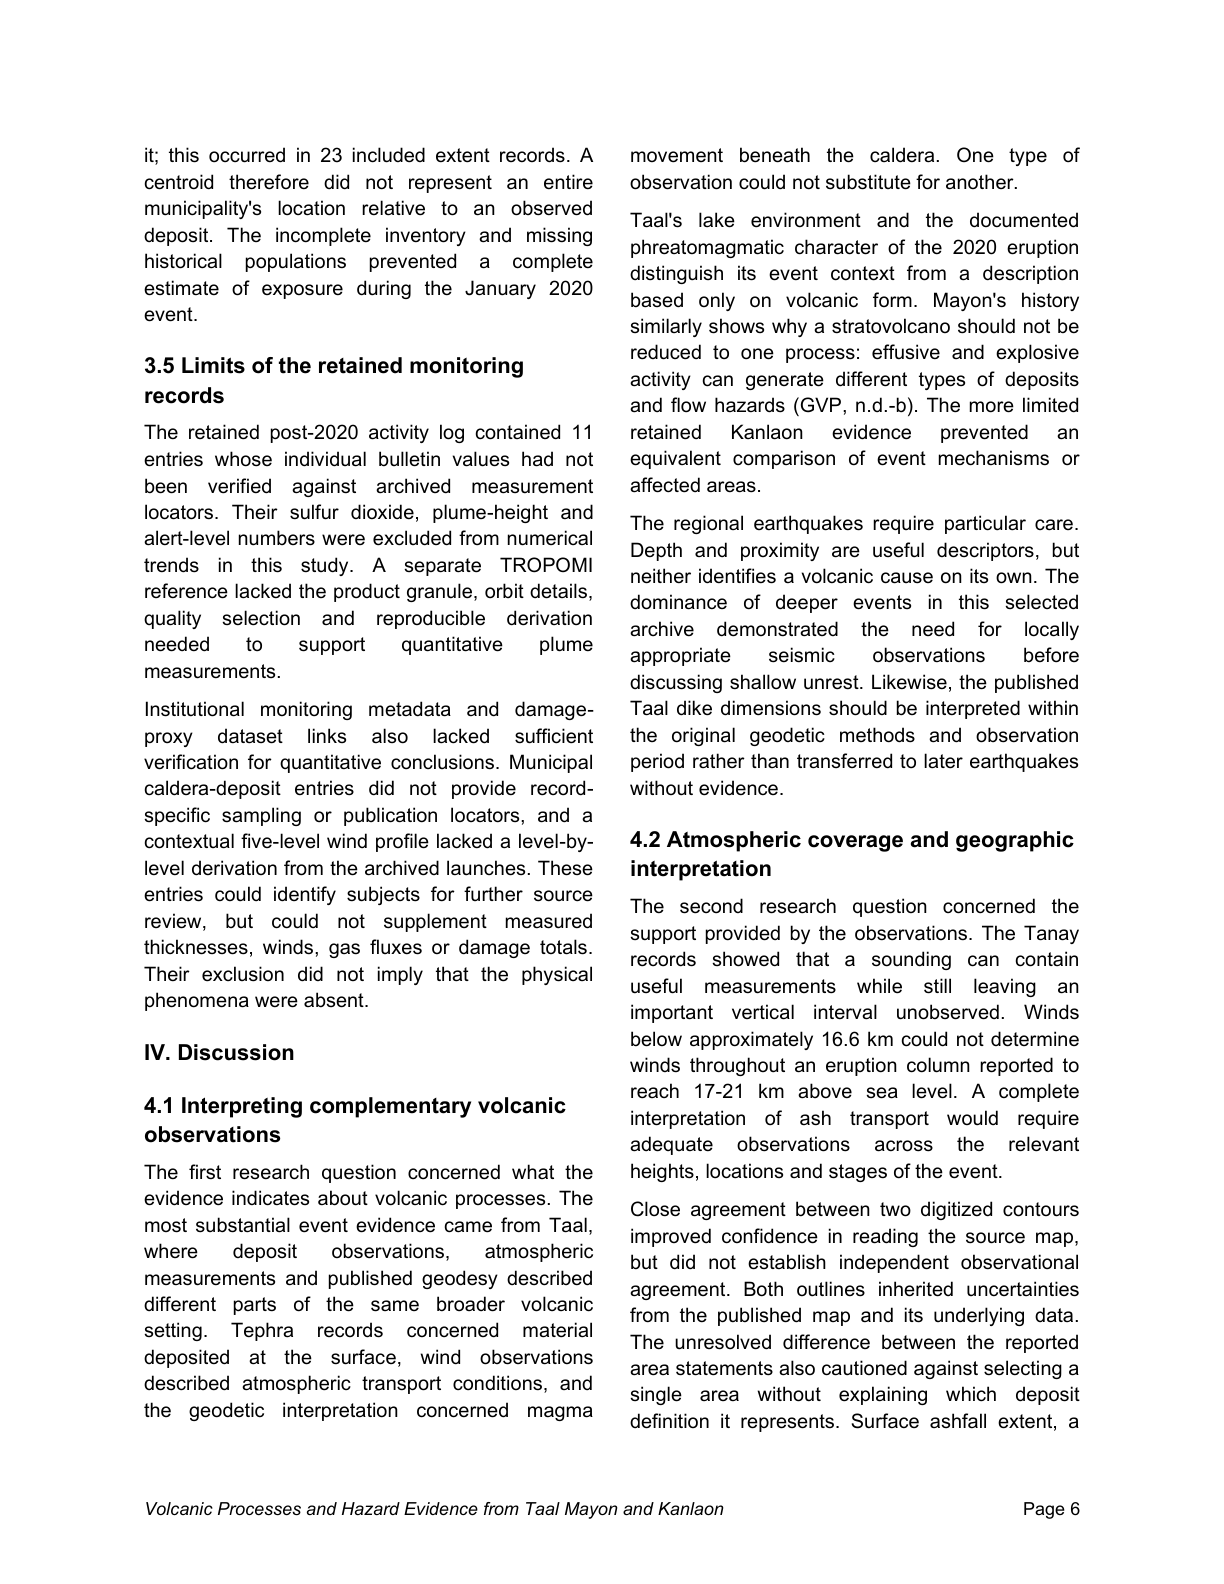 it; this occurred in 23 included extent records. A
centroid therefore did not represent an entire
municipality's location relative to an observed
deposit. The incomplete inventory and missing
historical populations prevented a complete
estimate of exposure during the January 2020
event.
3.5 Limits of the retained monitoring
records
The retained post-2020 activity log contained 11
entries whose individual bulletin values had not
been verified against archived measurement
locators. Their sulfur dioxide, plume-height and
alert-level numbers were excluded from numerical
trends in this study. A separate TROPOMI
reference lacked the product granule, orbit details,
quality selection and reproducible derivation
needed to support quantitative plume
measurements.
Institutional monitoring metadata and damage-
proxy dataset links also lacked sufficient
verification for quantitative conclusions. Municipal
caldera-deposit entries did not provide record-
specific sampling or publication locators, and a
contextual five-level wind profile lacked a level-by-
level derivation from the archived launches. These
entries could identify subjects for further source
review, but could not supplement measured
thicknesses, winds, gas fluxes or damage totals.
Their exclusion did not imply that the physical
phenomena were absent.
IV. Discussion
4.1 Interpreting complementary volcanic
observations
The first research question concerned what the
evidence indicates about volcanic processes. The
most substantial event evidence came from Taal,
where deposit observations, atmospheric
measurements and published geodesy described
different parts of the same broader volcanic
setting. Tephra records concerned material
deposited at the surface, wind observations
described atmospheric transport conditions, and
the geodetic interpretation concerned magma
movement beneath the caldera. One type of
observation could not substitute for another.
Taal's lake environment and the documented
phreatomagmatic character of the 2020 eruption
distinguish its event context from a description
based only on volcanic form. Mayon's history
similarly shows why a stratovolcano should not be
reduced to one process: effusive and explosive
activity can generate different types of deposits
and flow hazards (GVP, n.d.-b). The more limited
retained Kanlaon evidence prevented an
equivalent comparison of event mechanisms or
affected areas.
The regional earthquakes require particular care.
Depth and proximity are useful descriptors, but
neither identifies a volcanic cause on its own. The
dominance of deeper events in this selected
archive demonstrated the need for locally
appropriate seismic observations before
discussing shallow unrest. Likewise, the published
Taal dike dimensions should be interpreted within
the original geodetic methods and observation
period rather than transferred to later earthquakes
without evidence.
4.2 Atmospheric coverage and geographic
interpretation
The second research question concerned the
support provided by the observations. The Tanay
records showed that a sounding can contain
useful measurements while still leaving an
important vertical interval unobserved. Winds
below approximately 16.6 km could not determine
winds throughout an eruption column reported to
reach 17-21 km above sea level. A complete
interpretation of ash transport would require
adequate observations across the relevant
heights, locations and stages of the event.
Close agreement between two digitized contours
improved confidence in reading the source map,
but did not establish independent observational
agreement. Both outlines inherited uncertainties
from the published map and its underlying data.
The unresolved difference between the reported
area statements also cautioned against selecting a
single area without explaining which deposit
definition it represents. Surface ashfall extent, a
Volcanic Processes and Hazard Evidence from Taal Mayon and Kanlaon
Page 6